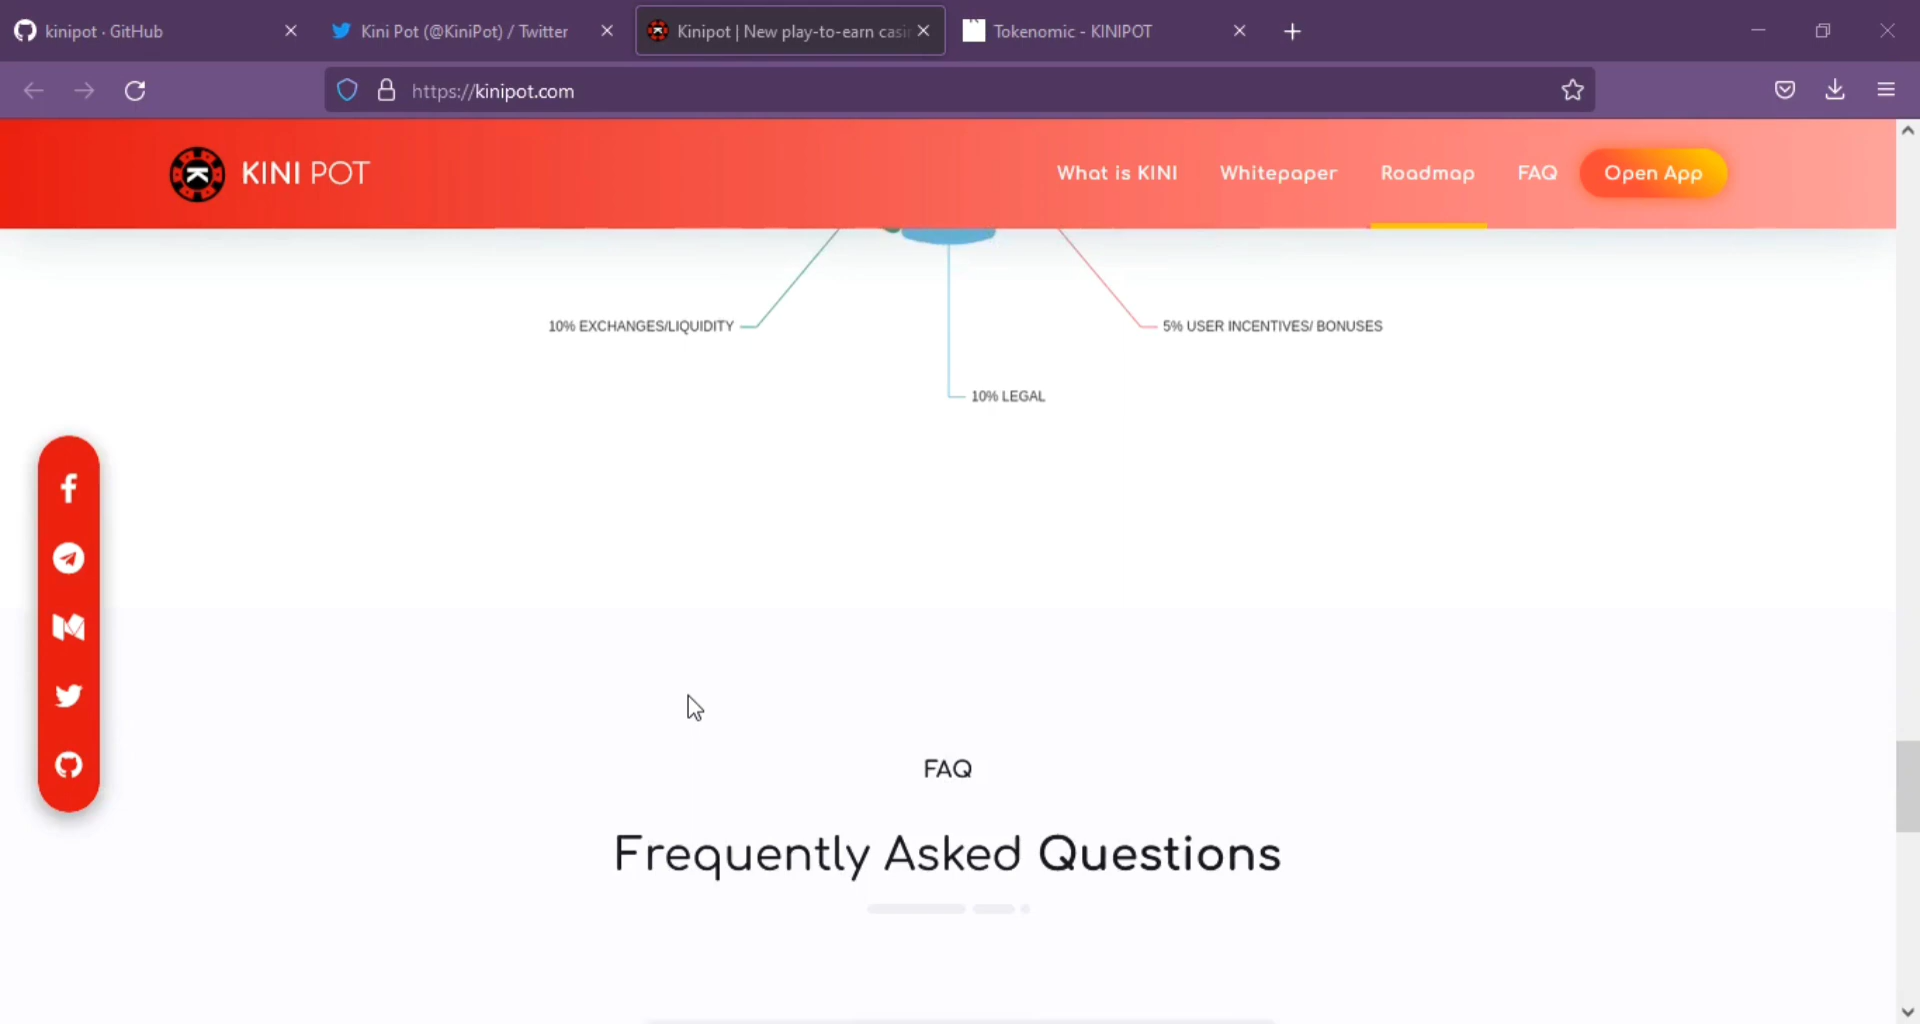 kinipot · GitHub
Kini Pot (@KiniPot) / Twitter
Kinipot | New play-to-earn casi
Tokenomic - KINIPOT
https://kinipot.com
KINI POT
What is KINI
Whitepaper
Roadmap
FAQ
Open App
10% EXCHANGES/LIQUIDITY
5% USER INCENTIVES/ BONUSES
10% LEGAL
FAQ
Frequently Asked Questions